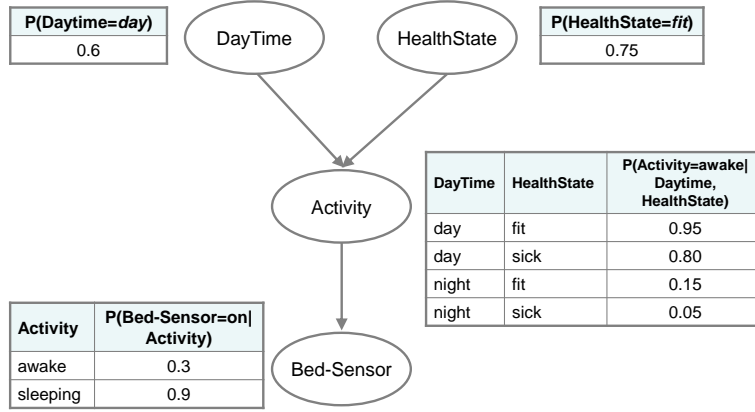 P(Daytime=day)
0.6
DayTime
HealthState
P(HealthState=fit)
0.75
Activity
DayTime HealthState P(Activity=awake|
Daytime,
HealthState)
day fit 0.95
day sick 0.80
night fit 0.15
night sick 0.05
Activity P(Bed-Sensor=on|
Activity)
awake 0.3
sleeping 0.9
Bed-Sensor